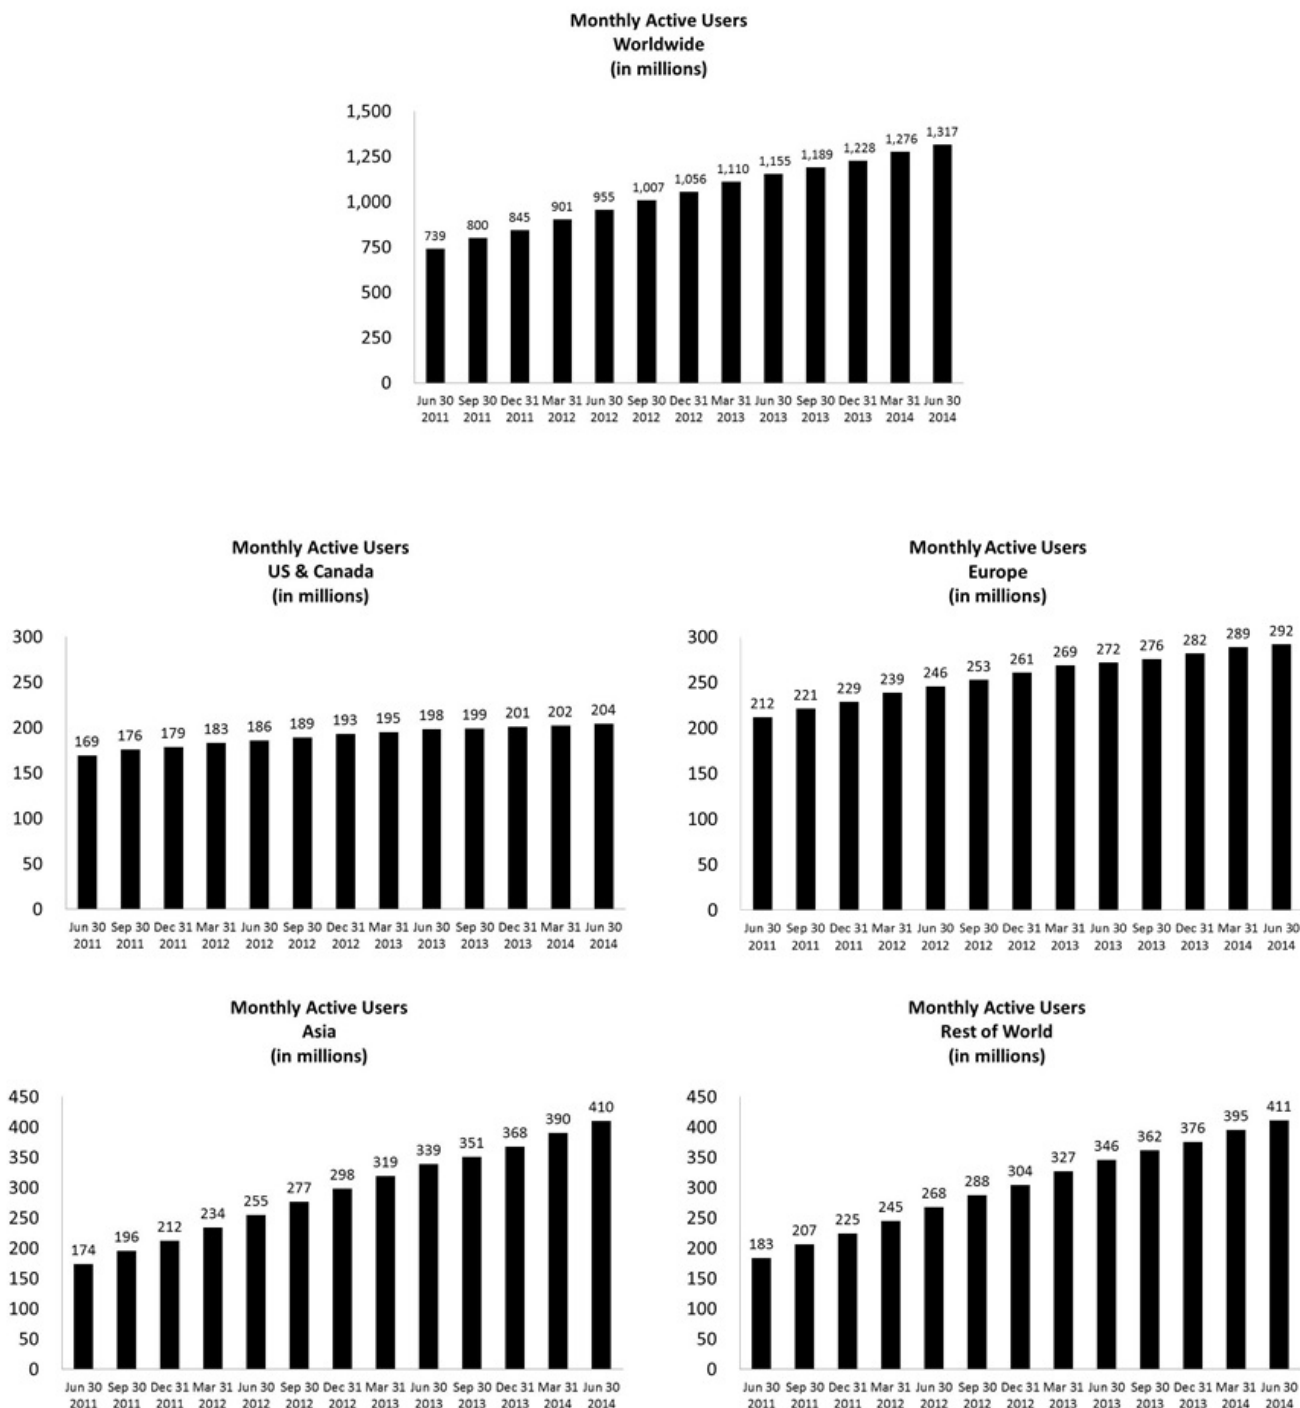 Monthly Active Users
Worldwide
(in millions)
1,500
1,250
1,000
750
500
250
0
739 800 845 901 955 1,007 1,056 1,110 1,155 1,189 1,228 1,276 1,317
Jun 30 Sep 30 Dec 31 Mar 31 Jun 30 Sep 30 Dec 31 Mar 31 Jun 30 Sep 30 Dec 31 Mar 31 Jun 30
2011 2011 2011 2012 2012 2012 2012 2013 2013 2013 2013 2014 2014
Monthly Active Users
US & Canada
(in millions)
300
250
200
150
100
50
0
169 176 179 183 186 189 193 195 198 199 201 202 204
Jun 30 Sep 30 Dec 31 Mar 31 Jun 30 Sep 30 Dec 31 Mar 31 Jun 30 Sep 30 Dec 31 Mar 31 Jun 30
2011 2011 2011 2012 2012 2012 2012 2013 2013 2013 2013 2014 2014
Monthly Active Users
Europe
(in millions)
300
250
200
150
100
50
0
212 221 229 239 246 253 261 269 272 276 282 289 292
Jun 30 Sep 30 Dec 31 Mar 31 Jun 30 Sep 30 Dec 31 Mar 31 Jun 30 Sep 30 Dec 31 Mar 31 Jun 30
2011 2011 2011 2012 2012 2012 2012 2013 2013 2013 2013 2014 2014
Monthly Active Users
Asia
(in millions)
450
400
350
300
250
200
150
100
50
0
174 196 212 234 255 277 298 319 339 351 368 390 410
Jun 30 Sep 30 Dec 31 Mar 31 Jun 30 Sep 30 Dec 31 Mar 31 Jun 30 Sep 30 Dec 31 Mar 31 Jun 30
2011 2011 2011 2012 2012 2012 2012 2013 2013 2013 2013 2014 2014
Monthly Active Users
Rest of World
(in millions)
450
400
350
300
250
200
150
100
50
0
183 207 225 245 268 288 304 327 346 362 376 395 411
Jun 30 Sep 30 Dec 31 Mar 31 Jun 30 Sep 30 Dec 31 Mar 31 Jun 30 Sep 30 Dec 31 Mar 31 Jun 30
2011 2011 2011 2012 2012 2012 2012 2013 2013 2013 2013 2014 2014